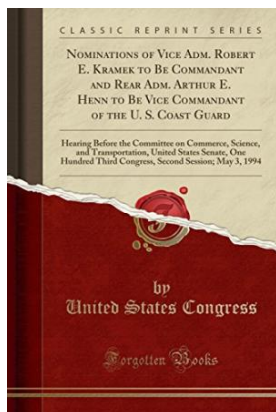 CLASSIC REPRINT SERIES
Nominations of Vice Adm. Robert
E. Kramek to Be Commandant
and Rear Adm. Arthur E.
Henn to Be Vice Commandant
of the U. S. Coast Guard
Hearing Before the Committee on Commerce, Science,
and Transportation, United States Senate, One
Hundred Third Congress, Second Session; May 3, 1994
by
United States Congress
Forgotten Books